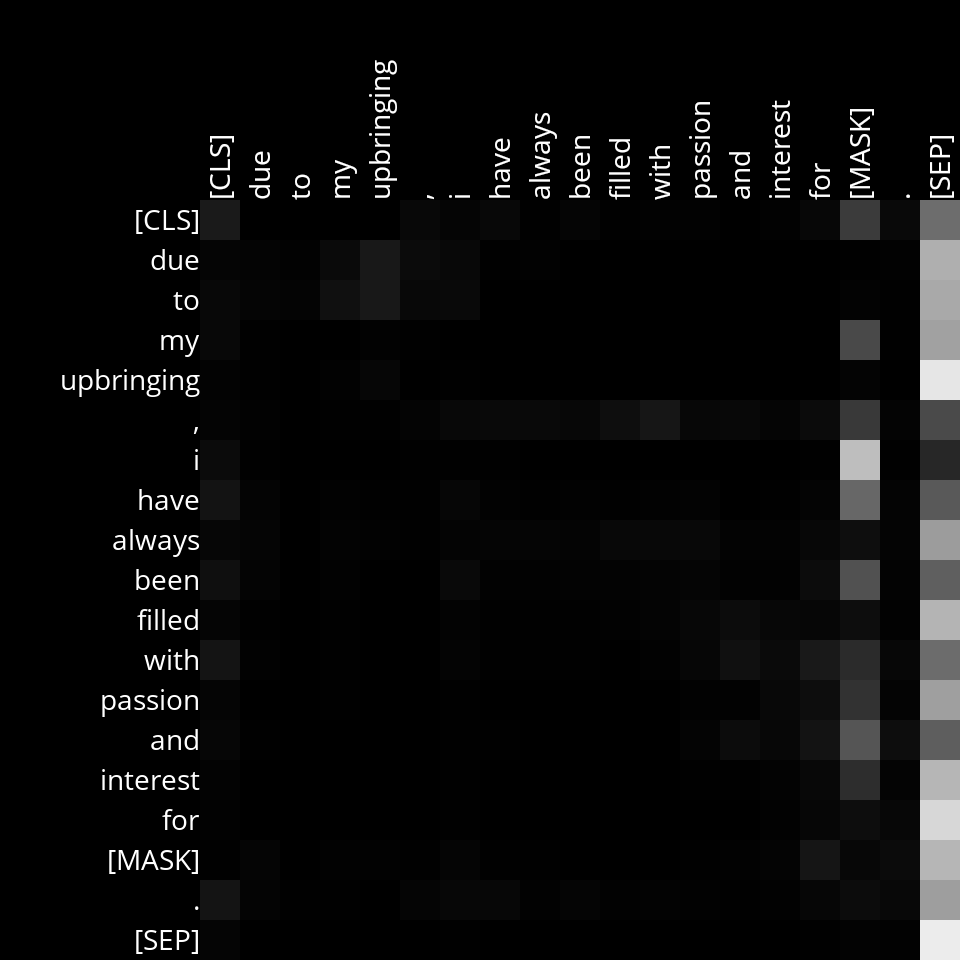 [CLS] due to my upbringing , i have always been filled with passion and interest for [MASK] . [SEP]
[CLS]
due
to
my
upbringing
,
i
have
always
been
filled
with
passion
and
interest
for
[MASK]
.
[SEP]